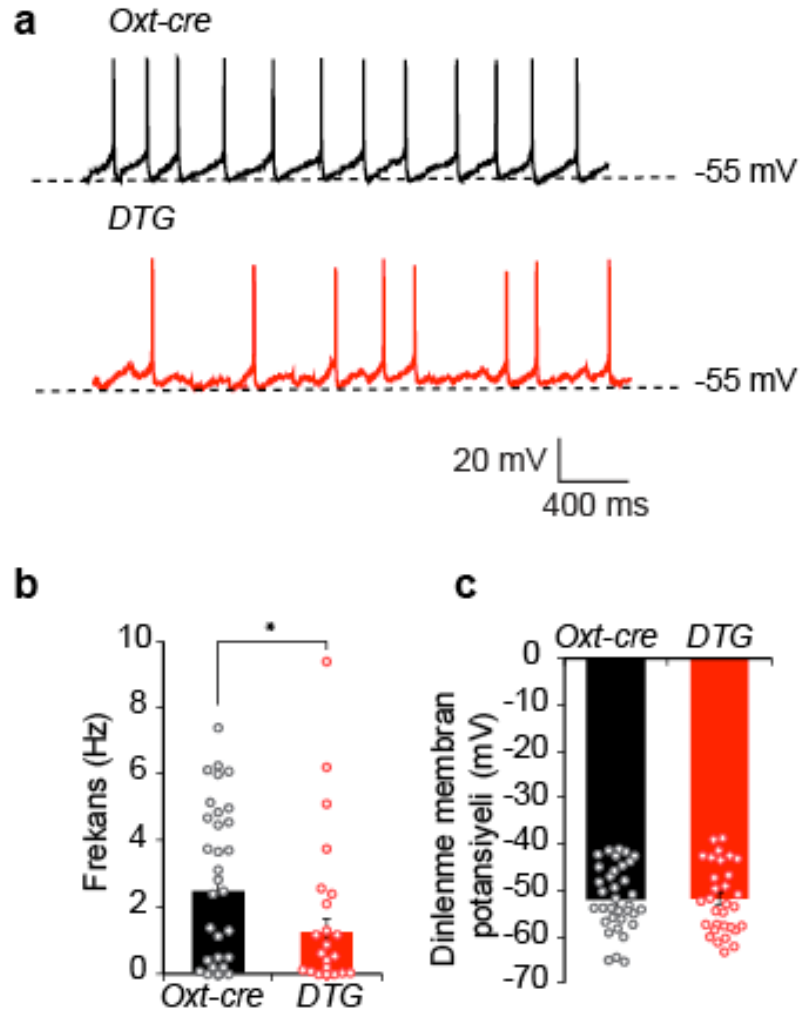 a
Oxt-cre
-55 mV
DTG
-55 mV
20 mV
400 ms
b
*
Frekans (Hz)
10
8
6
4
2
0
Oxt-cre DTG
c
Oxt-cre DTG
Dinlenme membran
potansiyeli (mV)
0
-10
-20
-30
-40
-50
-60
-70